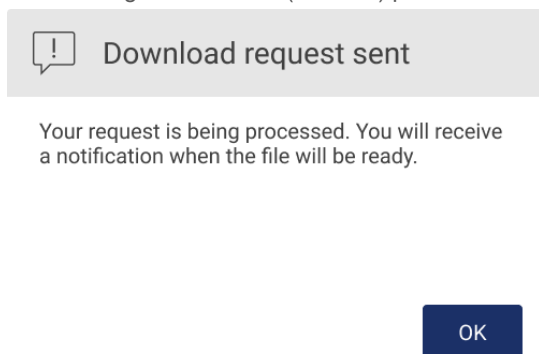 Download request sent
Your request is being processed. You will receive
a notification when the file will be ready.
OK